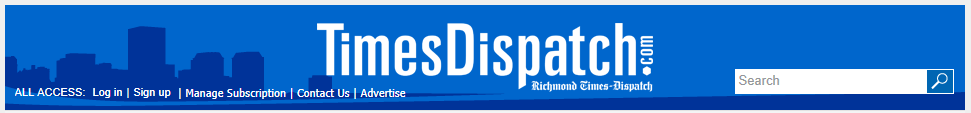 TimesDispatch.com
Richmond Times-Dispatch
Search
ALL ACCESS: Log in | Sign up | Manage Subscription | Contact Us | Advertise